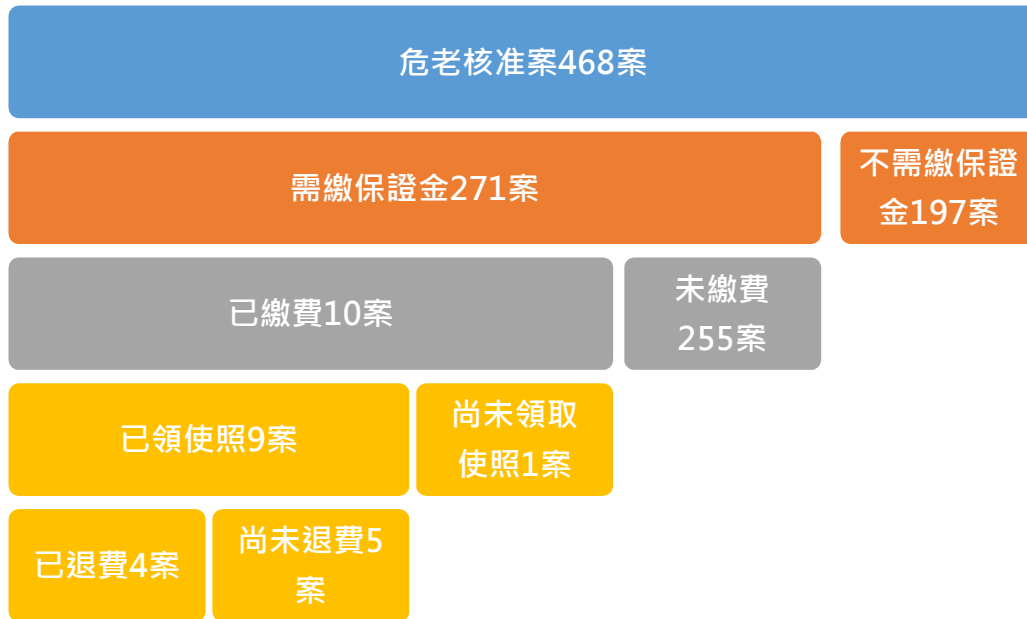 危老核准案468案
需繳保證金271案
不需繳保證
金197案
已繳費10案
未繳費
255案
已領使照9案
尚未領取
使照1案
已退費4案
尚未退費5
案